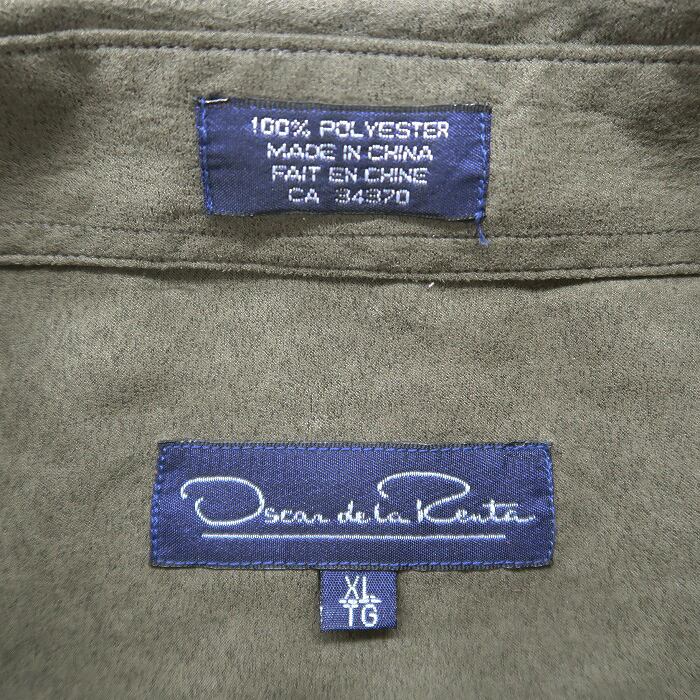 100% POLYESTER
MADE IN CHINA
FAIT EN CHINE
CA 34370
Oscar de la Renta
XL
TG